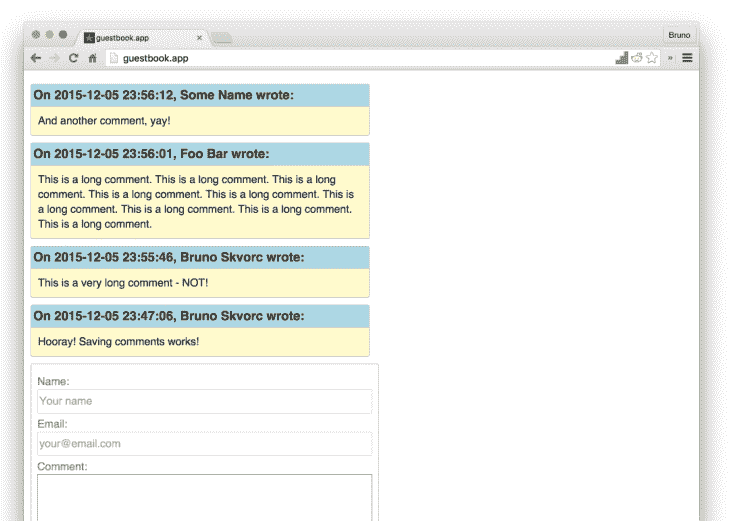 guestbook.app
Bruno
guestbook.app
On 2015-12-05 23:56:12, Some Name wrote:
And another comment, yay!
On 2015-12-05 23:56:01, Foo Bar wrote:
This is a long comment. This is a long comment. This is a long
comment. This is a long comment. This is a long comment. This is
a long comment. This is a long comment. This is a long comment.
This is a long comment.
On 2015-12-05 23:55:46, Bruno Skvorc wrote:
This is a very long comment - NOT!
On 2015-12-05 23:47:06, Bruno Skvorc wrote:
Hooray! Saving comments works!
Name:
Your name
Email:
your@email.com
Comment: